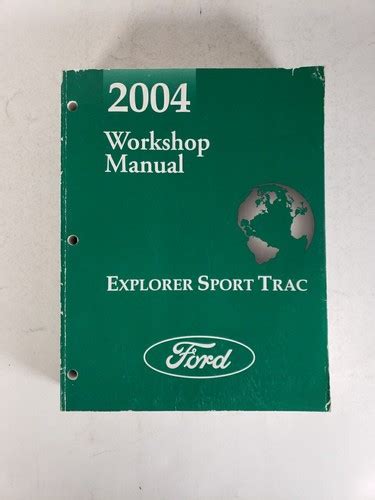 2004
Workshop
Manual
EXPLORER SPORT TRAC
Ford